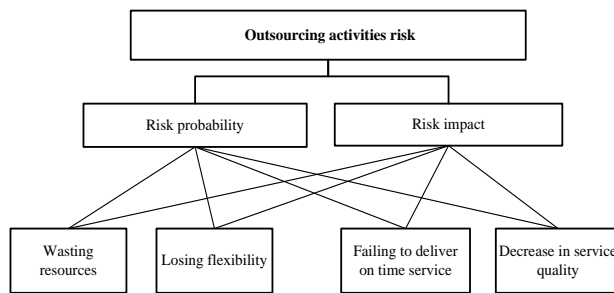 Outsourcing activities risk
Risk probability
Risk impact
Wasting
resources
Losing flexibility
Failing to deliver
on time service
Decrease in service
quality